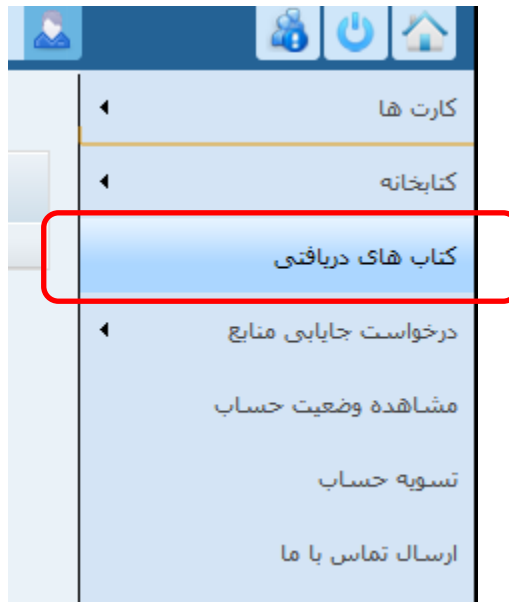 کارت ها
کتابخانه
کتاب های دریافتی
درخواست جایابی منابع
مشاهده وضعیت حساب
تسویه حساب
ارسال تماس با ما